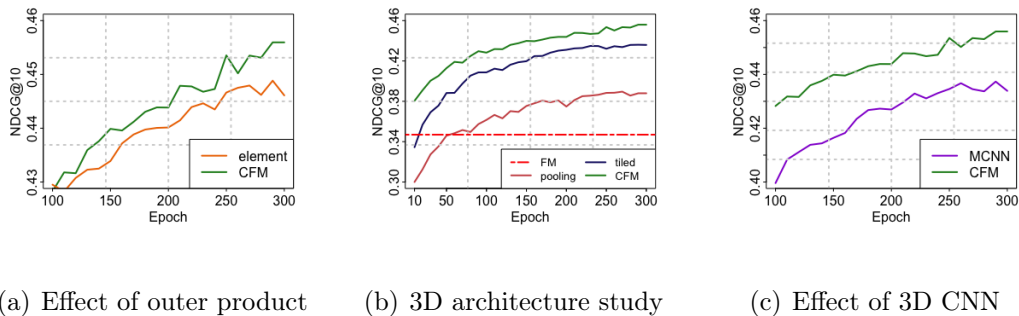 0.46
0.45
0.44
0.43
NDCG@10
element
CFM
100 150 200 250 300
Epoch
0.46
0.42
0.38
0.34
0.30
NDCG@10
FM tiled
pooling CFM
10 50 100 150 200 250 300
Epoch
0.46
0.44
0.42
0.40
NDCG@10
MCNN
CFM
100 150 200 250 300
Epoch
a) Effect of outer product
(b) 3D architecture study
(c) Effect of 3D CNN